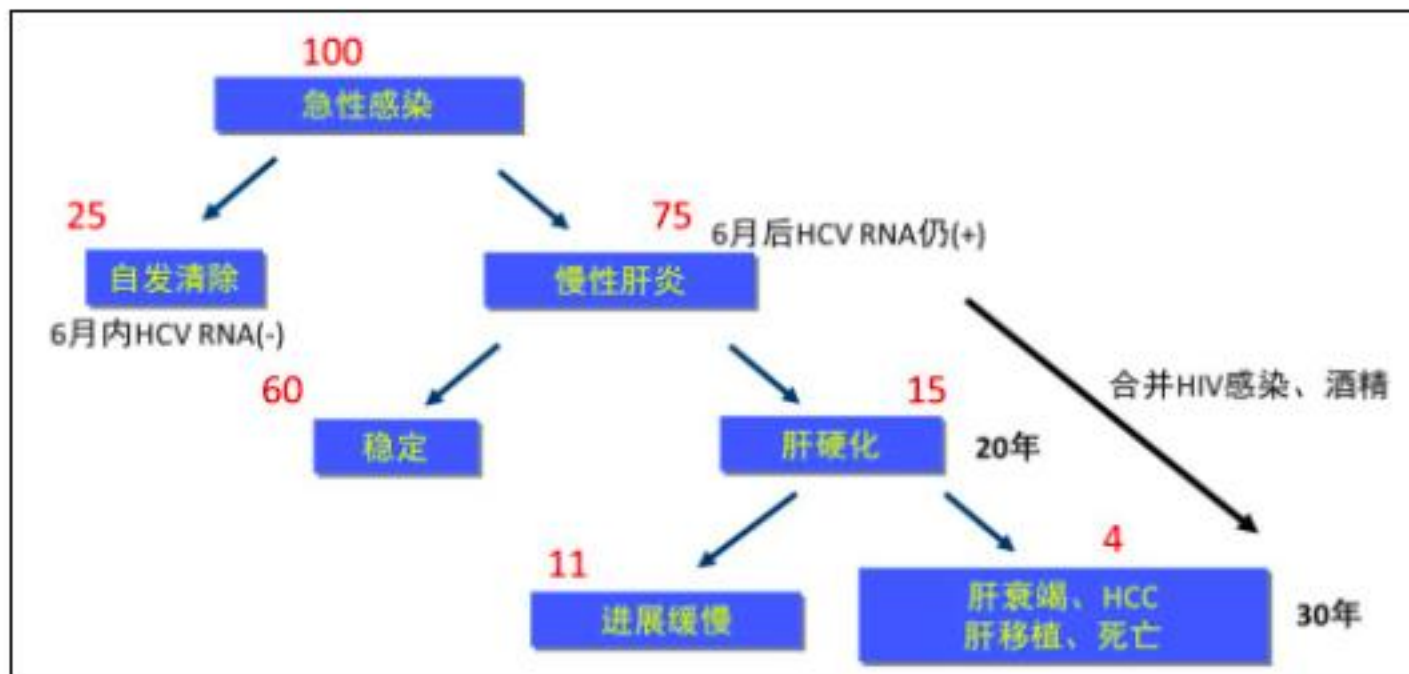 100
急性感染
25
75
6月后HCV RNA仍(+)
自发清除
慢性肝炎
6月内HCV RNA(-)
60
15
合并HIV感染、酒精
稳定
肝硬化
20年
11
4
进展缓慢
肝衰竭、HCC
肝移植、死亡
30年